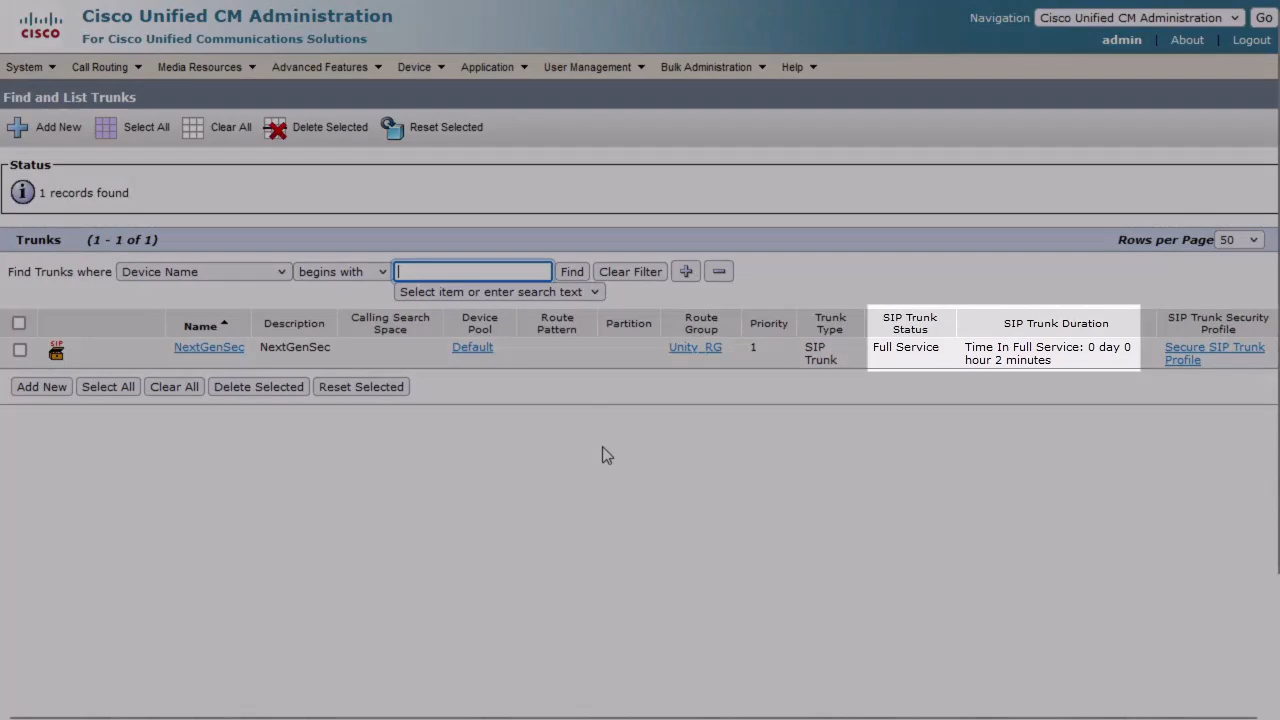 CISCO
Cisco Unified CM Administration
For Cisco Unified Communications Solutions
Navigation Cisco Unified CM Administration Go
admin | About | Logout
System Call Routing Media Resources Advanced Features Device Application User Management Bulk Administration Help
Find and List Trunks
Add New Select All Clear All Delete Selected Reset Selected
Status
1 records found
Trunks (1 - 1 of 1) Rows per Page 50
Find Trunks where Device Name begins with Find Clear Filter
Select item or enter search text
Name Description Calling Search Space Device Pool Route Pattern Partition Route Group Priority Trunk Type SIP Trunk Status SIP Trunk Duration SIP Trunk Security Profile
SIP NextGenSec NextGenSec Default Unity_RG 1 SIP Trunk Full Service Time In Full Service: 0 day 0 hour 2 minutes Secure SIP Trunk Profile
Add New Select All Clear All Delete Selected Reset Selected